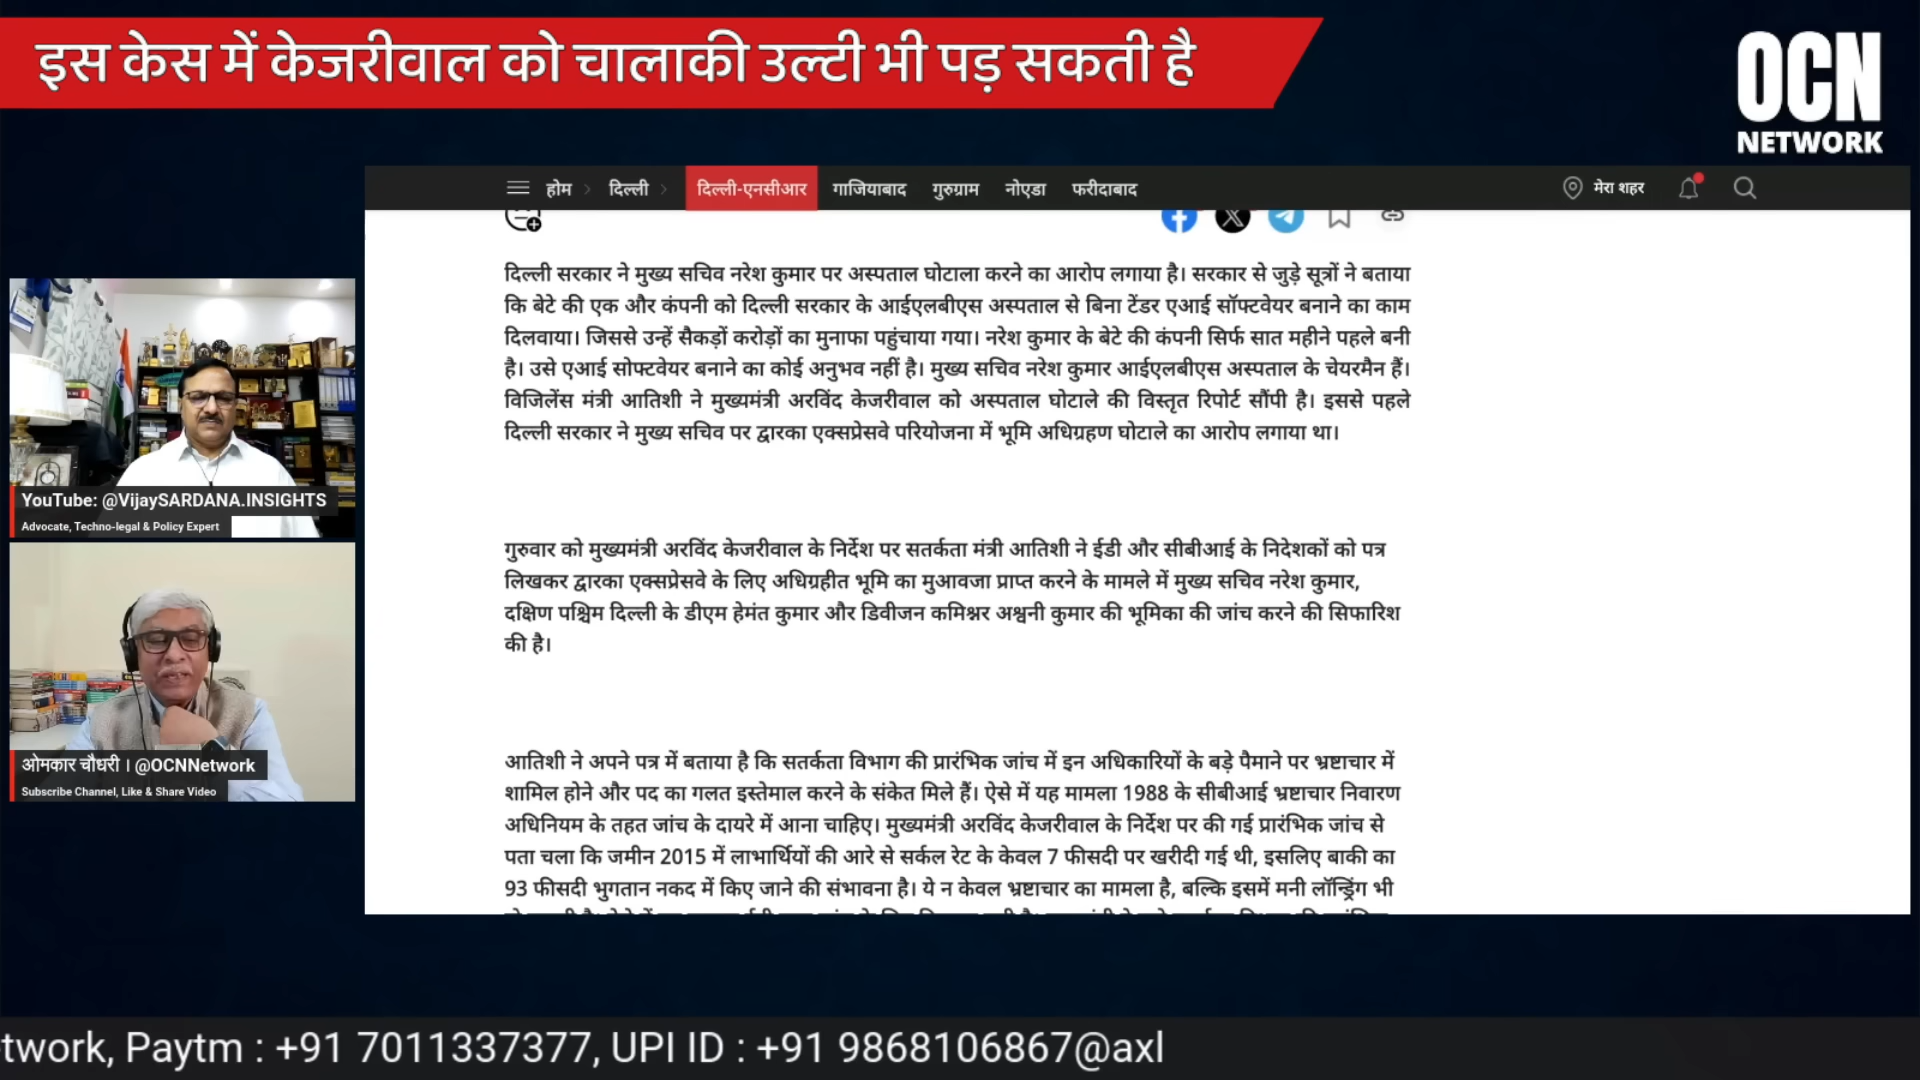 इस केस में केजरीवाल को चालाकी उल्टी भी पड़ सकती है
OCN
NETWORK
होम दिल्ली दिल्ली-एनसीआर गाजियाबाद गुरुग्राम नोएडा फरीदाबाद मेरा शहर
दिल्ली सरकार ने मुख्य सचिव नरेश कुमार पर अस्पताल घोटाला करने का आरोप लगाया है। सरकार से जुड़े सूत्रों ने बताया
कि बेटे की एक और कंपनी को दिल्ली सरकार के आईएलबीएस अस्पताल से बिना टेंडर एआई सॉफ्टवेयर बनाने का काम
दिलवाया। जिससे उन्हें सैकड़ों करोड़ों का मुनाफा पहुंचाया गया। नरेश कुमार के बेटे की कंपनी सिर्फ सात महीने पहले बनी
है। उसे एआई सोफ्टवेयर बनाने का कोई अनुभव नहीं है। मुख्य सचिव नरेश कुमार आईएलबीएस अस्पताल के चेयरमैन हैं।
विजिलेंस मंत्री आतिशी ने मुख्यमंत्री अरविंद केजरीवाल को अस्पताल घोटाले की विस्तृत रिपोर्ट सौंपी है। इससे पहले
दिल्ली सरकार ने मुख्य सचिव पर द्वारका एक्सप्रेसवे परियोजना में भूमि अधिग्रहण घोटाले का आरोप लगाया था।
गुरुवार को मुख्यमंत्री अरविंद केजरीवाल के निर्देश पर सतर्कता मंत्री आतिशी ने ईडी और सीबीआई के निदेशकों को पत्र
लिखकर द्वारका एक्सप्रेसवे के लिए अधिग्रहीत भूमि का मुआवजा प्राप्त करने के मामले में मुख्य सचिव नरेश कुमार,
दक्षिण पश्चिम दिल्ली के डीएम हेमंत कुमार और डिवीजन कमिश्नर अश्वनी कुमार की भूमिका की जांच करने की सिफारिश
की है।
आतिशी ने अपने पत्र में बताया है कि सतर्कता विभाग की प्रारंभिक जांच में इन अधिकारियों के बड़े पैमाने पर भ्रष्टाचार में
शामिल होने और पद का गलत इस्तेमाल करने के संकेत मिले हैं। ऐसे में यह मामला 1988 के सीबीआई भ्रष्टाचार निवारण
अधिनियम के तहत जांच के दायरे में आना चाहिए। मुख्यमंत्री अरविंद केजरीवाल के निर्देश पर की गई प्रारंभिक जांच से
पता चला कि जमीन 2015 में लाभार्थियों की आरे से सर्कल रेट के केवल 7 फीसदी पर खरीदी गई थी, इसलिए बाकी का
93 फीसदी भुगतान नकद में किए जाने की संभावना है। ये न केवल भ्रष्टाचार का मामला है, बल्कि इसमें मनी लॉन्ड्रिंग भी
YouTube: @VijaySARDANA.INSIGHTS
Advocate, Techno-legal & Policy Expert
ओमकार चौधरी । @OCNNetwork
Subscribe Channel, Like & Share Video
twork, Paytm : +91 7011337377, UPI ID : +91 9868106867@axl